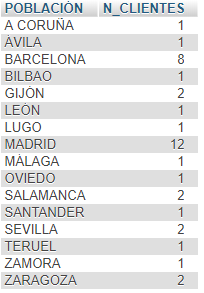 POBLACIÓN N_CLIENTES
A CORUÑA 1
ÁVILA 1
BARCELONA 8
BILBAO 1
GIJÓN 2
LEÓN 1
LUGO 1
MADRID 12
MÁLAGA 1
OVIEDO 1
SALAMANCA 2
SANTANDER 1
SEVILLA 2
TERUEL 1
ZAMORA 1
ZARAGOZA 2